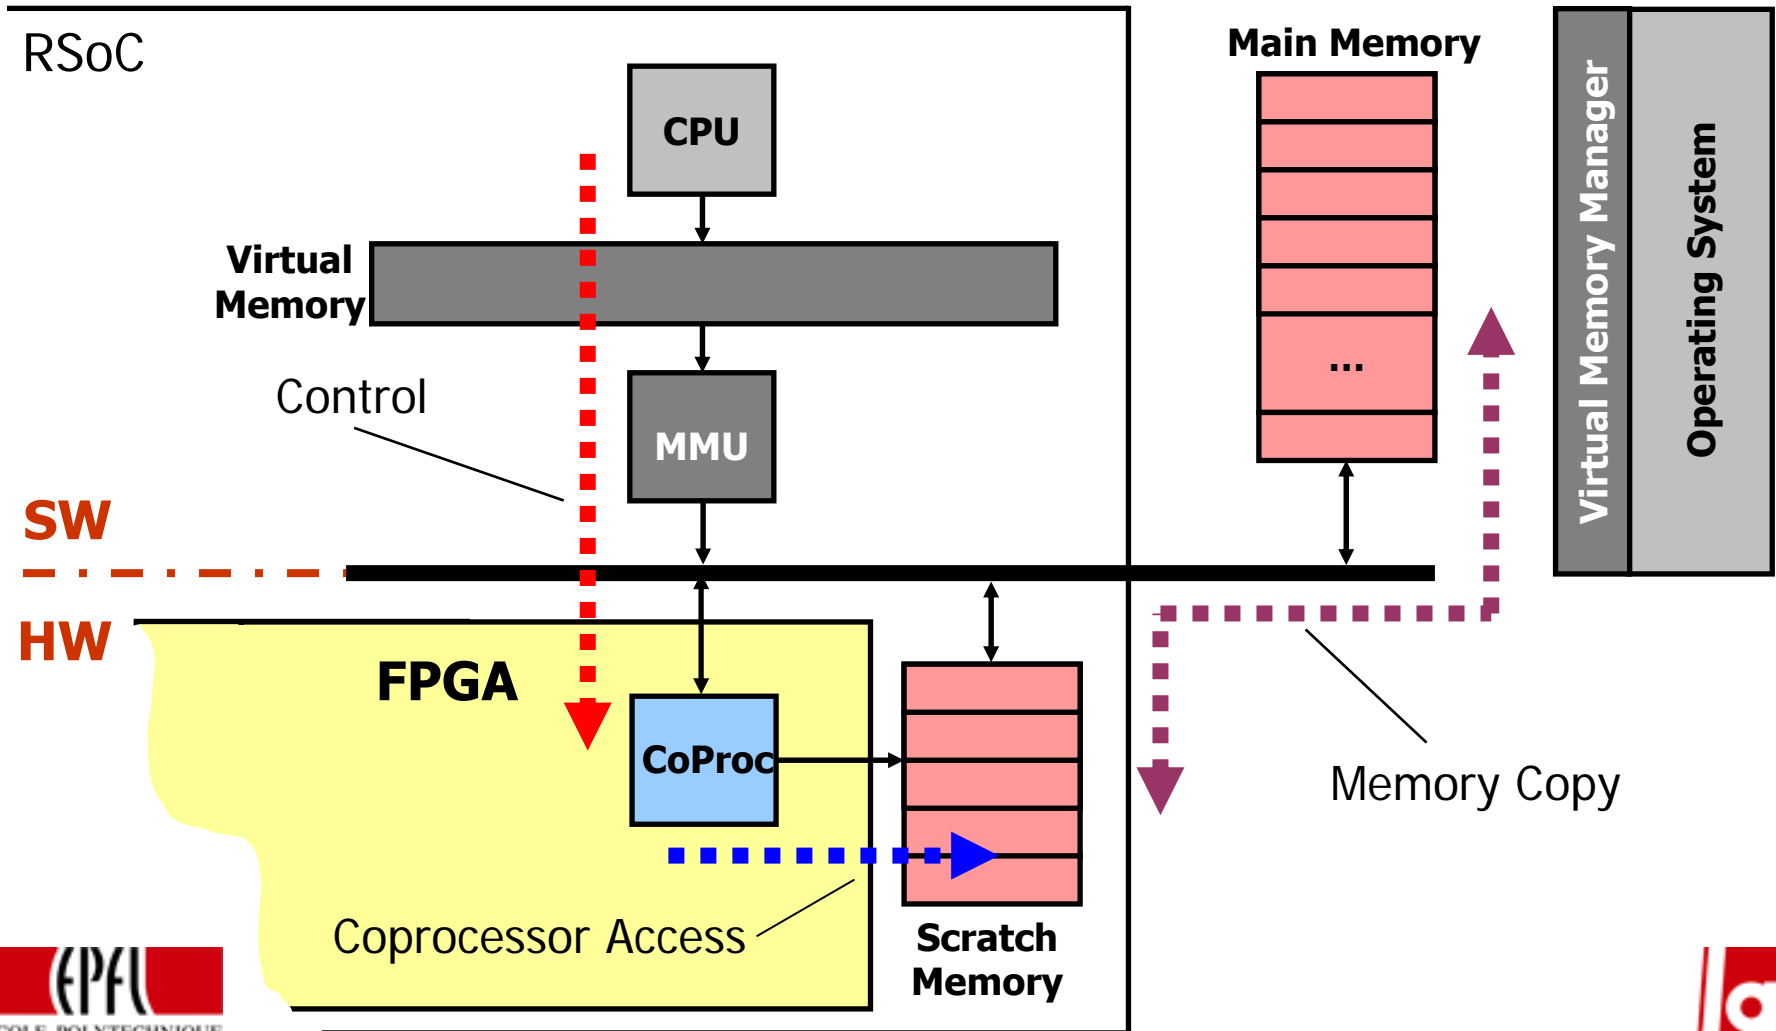 RSoC
Main Memory
CPU
Virtual Memory Manager
Operating System
Virtual
Memory
...
Control
MMU
SW
HW
FPGA
CoProc
Memory Copy
Coprocessor Access
Scratch
Memory
EPFL
POLYTECHNIQUE